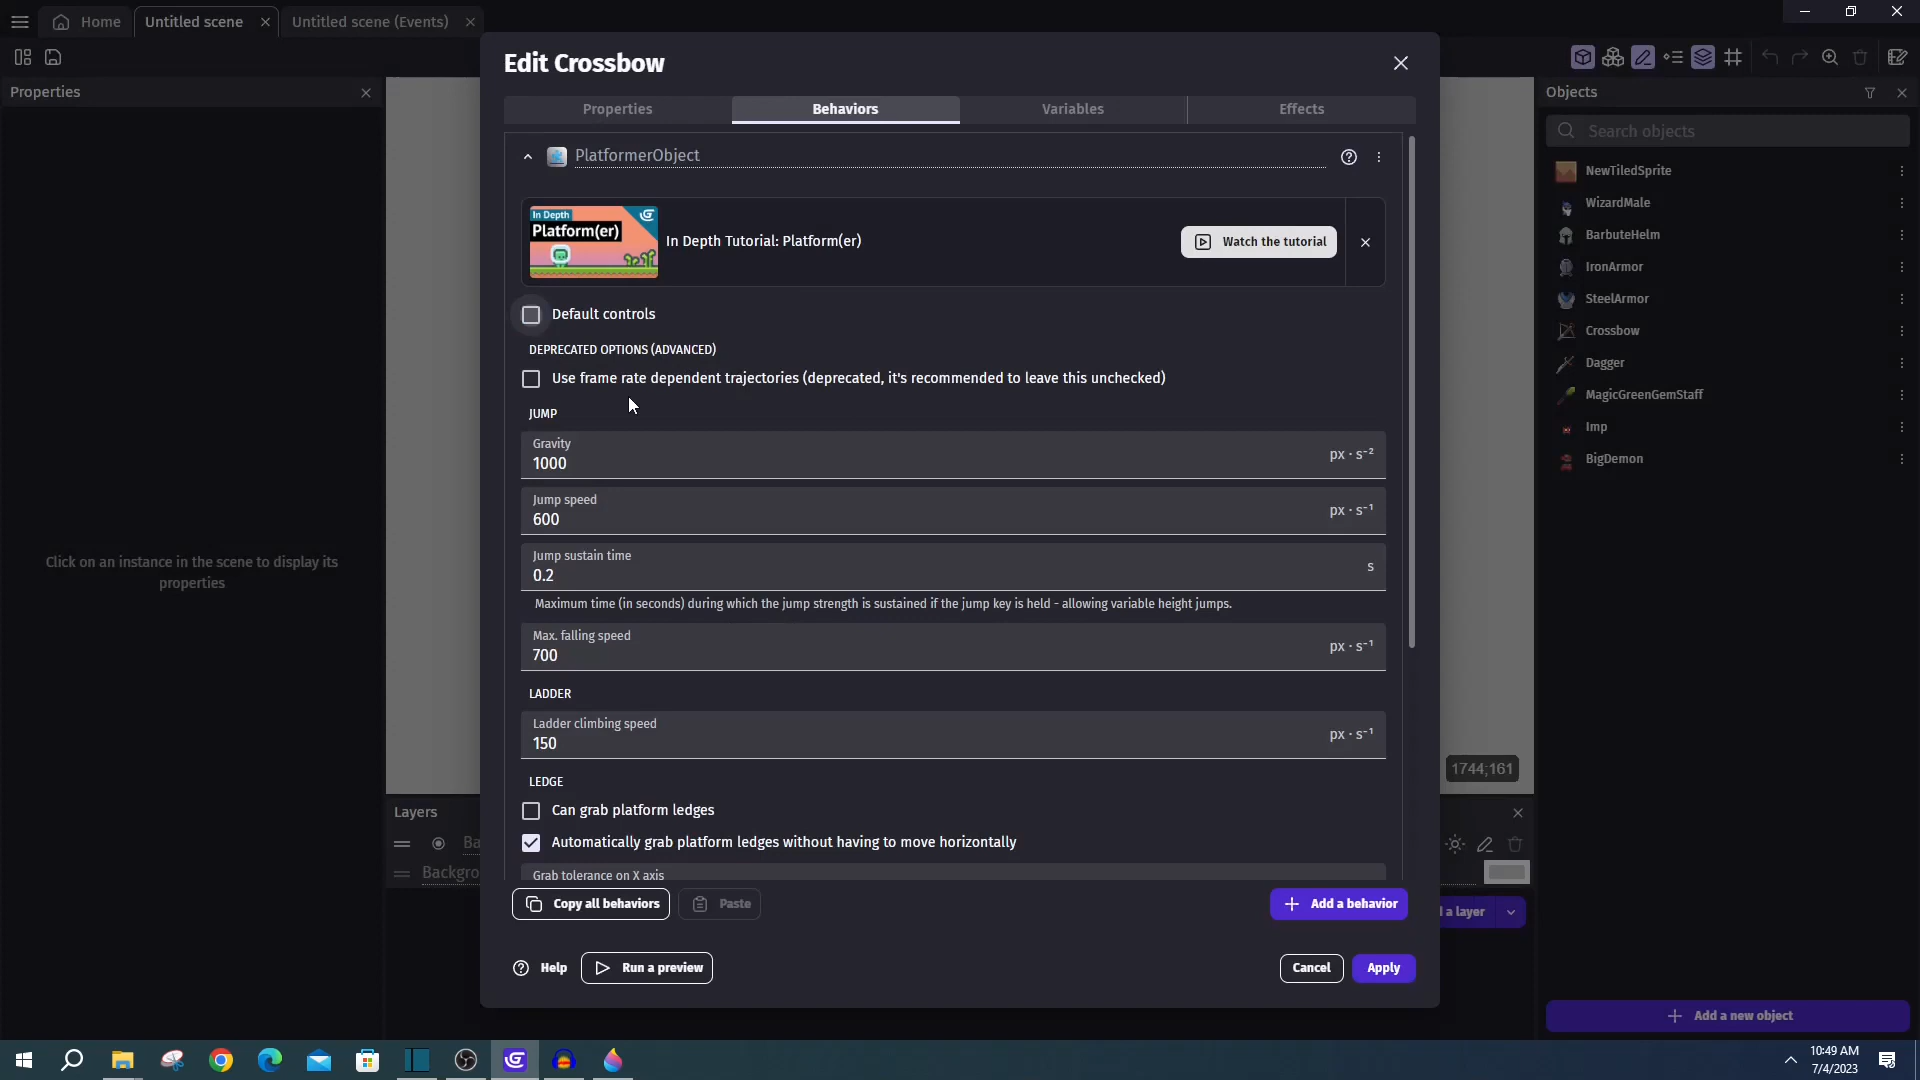 Home
Untitled scene
Untitled scene (Events)
Properties
Click on an instance in the scene to display its
properties
Edit Crossbow
Properties
Behaviors
Variables
Effects
PlatformerObject
In Depth
Platform(er)
In Depth Tutorial: Platform(er)
Watch the tutorial
Default controls
DEPRECATED OPTIONS (ADVANCED)
Use frame rate dependent trajectories (deprecated, it's recommended to leave this unchecked)
JUMP
Gravity
1000
px · s⁻²
Jump speed
600
px · s⁻¹
Jump sustain time
0.2
s
Maximum time (in seconds) during which the jump strength is sustained if the jump key is held - allowing variable height jumps.
Max. falling speed
700
px · s⁻¹
LADDER
Ladder climbing speed
150
px · s⁻¹
LEDGE
Can grab platform ledges
Automatically grab platform ledges without having to move horizontally
Grab tolerance on X axis
Copy all behaviors
Paste
Add a behavior
Help
Run a preview
Cancel
Apply
Layers
Ba
Backgro
1744;161
l a layer
Objects
Search objects
NewTiledSprite
WizardMale
BarbuteHelm
IronArmor
SteelArmor
Crossbow
Dagger
MagicGreenGemStaff
Imp
BigDemon
Add a new object
10:49 AM
7/4/2023